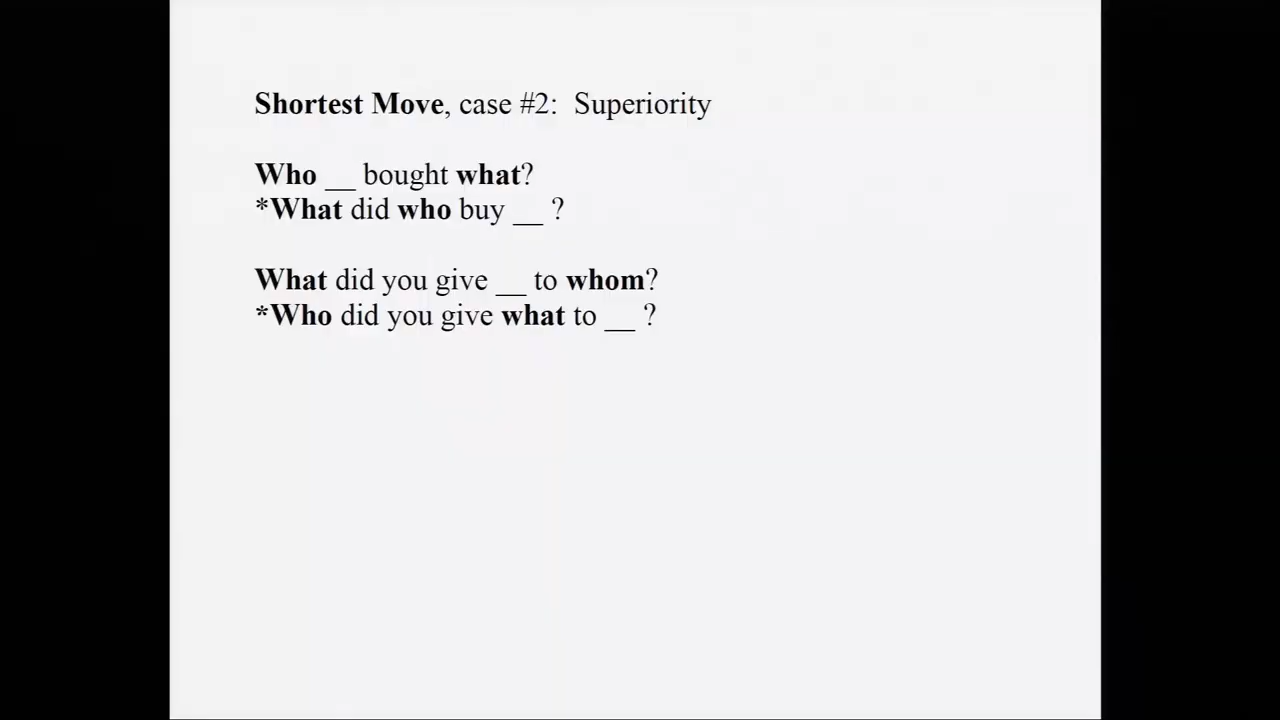 Shortest Move, case #2: Superiority
Who __ bought what?
*What did who buy __ ?
What did you give __ to whom?
*Who did you give what to __ ?